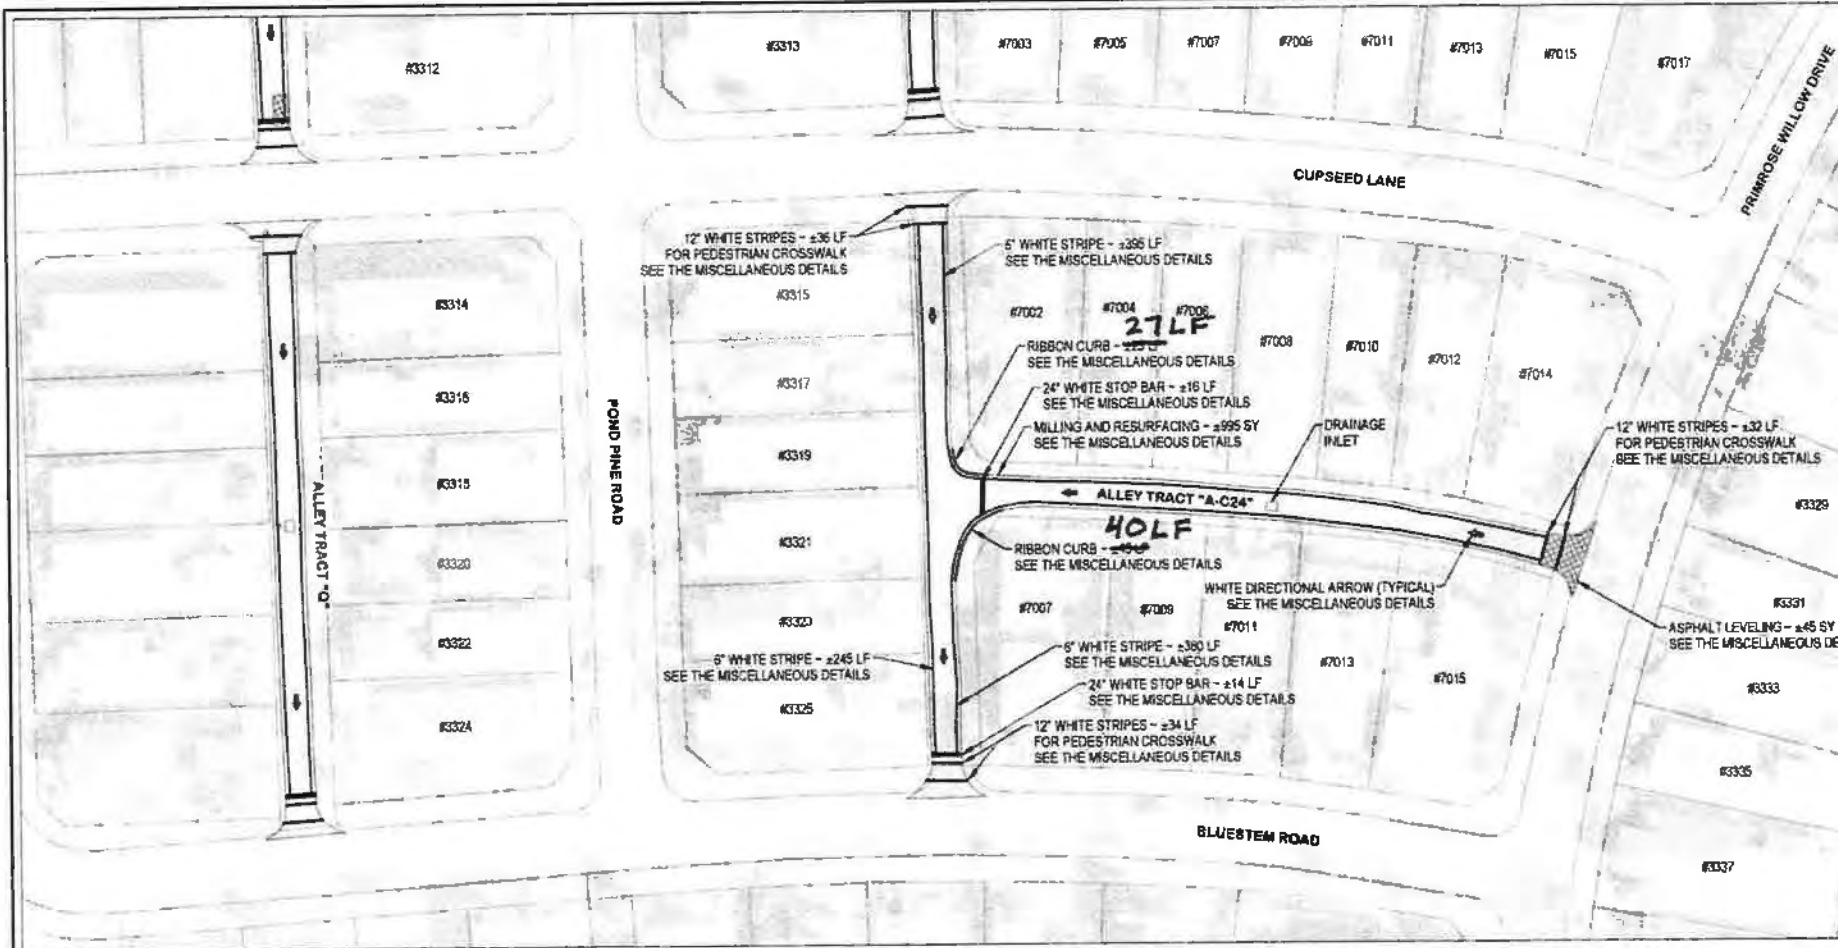 #3312
#3313
#7003
#7005
#7007
#7009
#7011
#7013
#7015
#7017
PRIMROSE WILLOW DRIVE
CUPSEED LANE
12" WHITE STRIPES - ±36 LF
FOR PEDESTRIAN CROSSWALK
SEE THE MISCELLANEOUS DETAILS
6" WHITE STRIPE - ±395 LF
SEE THE MISCELLANEOUS DETAILS
#3314
#3316
#3318
#3320
#3322
#3324
ALLEY TRACT "Q"
POND PINE ROAD
#3315
#3317
#3319
#3321
#3323
#3325
#7002
#7004
#7006
#7008
#7010
#7012
#7014
27 LF
RIBBON CURB -
SEE THE MISCELLANEOUS DETAILS
24" WHITE STOP BAR - ±16 LF
SEE THE MISCELLANEOUS DETAILS
MILLING AND RESURFACING - ±995 SY
SEE THE MISCELLANEOUS DETAILS
DRAINAGE
INLET
12" WHITE STRIPES - ±32 LF
FOR PEDESTRIAN CROSSWALK
SEE THE MISCELLANEOUS DETAILS
ALLEY TRACT "A-C24"
40 LF
RIBBON CURB -
SEE THE MISCELLANEOUS DETAILS
WHITE DIRECTIONAL ARROW (TYPICAL)
SEE THE MISCELLANEOUS DETAILS
#7007
#7009
#7011
#7013
#7015
#3329
#3331
ASPHALT LEVELING - ±45 SY
SEE THE MISCELLANEOUS DE
#3333
#3335
#3337
6" WHITE STRIPE - ±245 LF
SEE THE MISCELLANEOUS DETAILS
6" WHITE STRIPE - ±380 LF
SEE THE MISCELLANEOUS DETAILS
24" WHITE STOP BAR - ±14 LF
SEE THE MISCELLANEOUS DETAILS
12" WHITE STRIPES - ±34 LF
FOR PEDESTRIAN CROSSWALK
SEE THE MISCELLANEOUS DETAILS
BLUESTEM ROAD